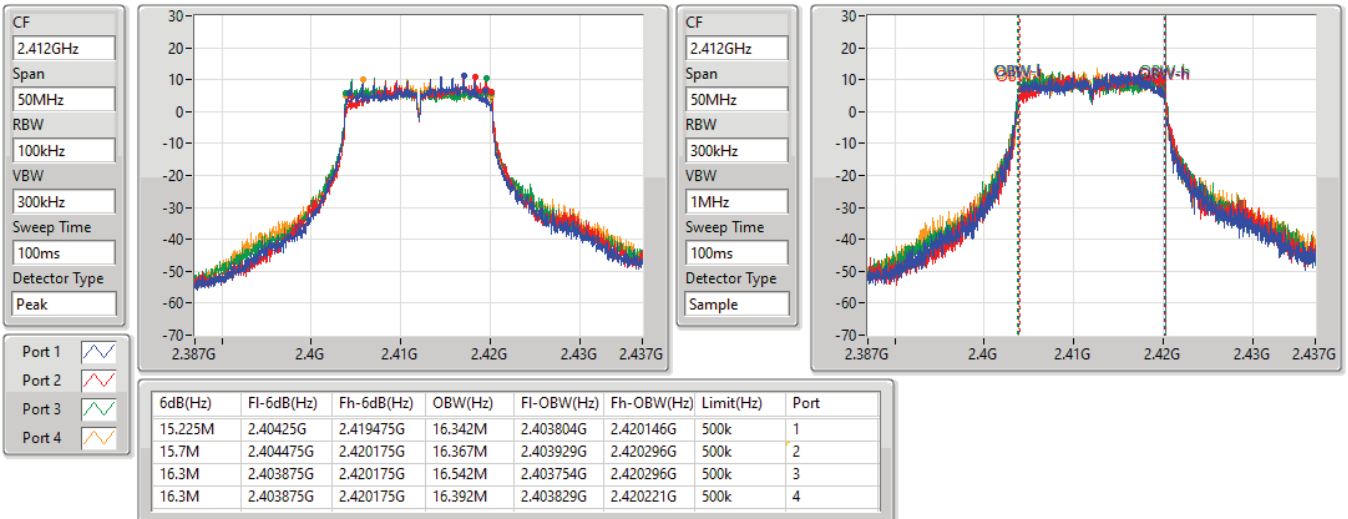 CF
2.412GHz
Span
50MHz
RBW
100kHz
VBW
300kHz
Sweep Time
100ms
Detector Type
Peak
30
20
10
0
-10
-20
-30
-40
-50
-60
-70
2.387G 2.4G 2.41G 2.42G 2.43G 2.437G
CF
2.412GHz
Span
50MHz
RBW
300kHz
VBW
1MHz
Sweep Time
100ms
Detector Type
Sample
30
20
10
0
-10
-20
-30
-40
-50
-60
-70
OBW-l OBW-h
2.387G 2.4G 2.41G 2.42G 2.43G 2.437G
Port 1
Port 2
Port 3
Port 4
6dB(Hz) Fl-6dB(Hz) Fh-6dB(Hz) OBW(Hz) Fl-OBW(Hz) Fh-OBW(Hz) Limit(Hz) Port
15.225M 2.40425G 2.419475G 16.342M 2.403804G 2.420146G 500k 1
15.7M 2.404475G 2.420175G 16.367M 2.403929G 2.420296G 500k 2
16.3M 2.403875G 2.420175G 16.542M 2.403754G 2.420296G 500k 3
16.3M 2.403875G 2.420175G 16.392M 2.403829G 2.420221G 500k 4